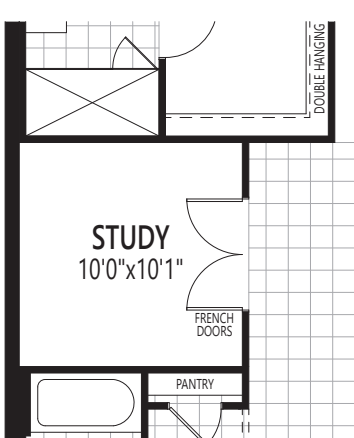 DOUBLE HANGING
STUDY
10'0"x10'1"
FRENCH
DOORS
PANTRY